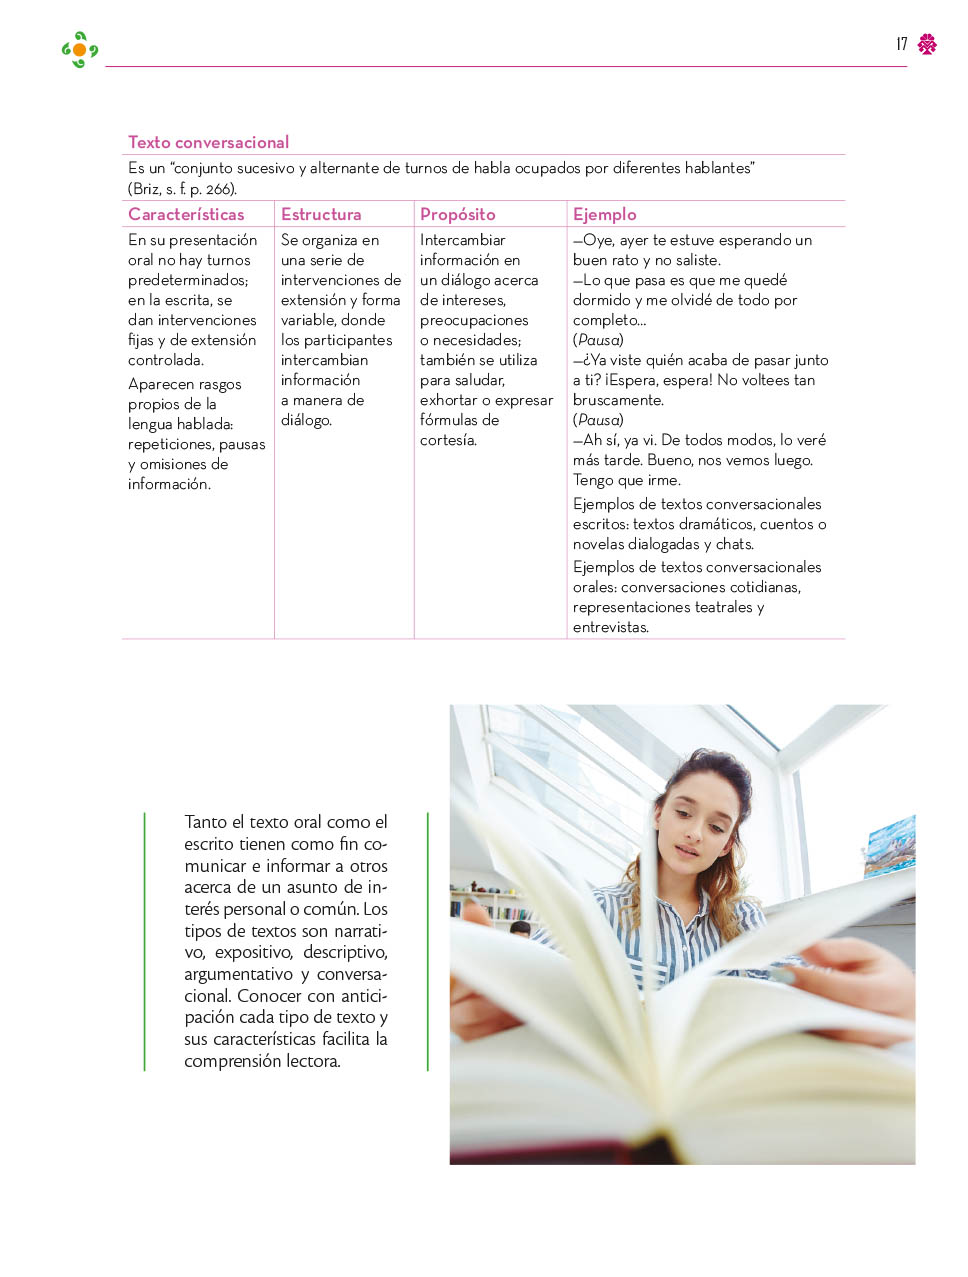 17
Texto conversacional
Es un “conjunto sucesivo y alternante de turnos de habla ocupados por diferentes hablantes”
(Briz, s. f. p. 266).
Características
En su presentación
oral no hay turnos
predeterminados;
en la escrita, se
dan intervenciones
fijas y de extensión
controlada.
Aparecen rasgos
propios de la
lengua hablada:
repeticiones, pausas
y omisiones de
información.
Estructura
Se organiza en
una serie de
intervenciones de
extensión y forma
variable, donde
los participantes
intercambian
información
a manera de
diálogo.
Propósito
Intercambiar
información en
un diálogo acerca
de intereses,
preocupaciones
o necesidades;
también se utiliza
para saludar,
exhortar o expresar
fórmulas de
cortesía.
Ejemplo
—Oye, ayer te estuve esperando un
buen rato y no saliste.
—Lo que pasa es que me quedé
dormido y me olvidé de todo por
completo...
(Pausa)
—¿Ya viste quién acaba de pasar junto
a ti? ¡Espera, espera! No voltees tan
bruscamente.
(Pausa)
—Ah sí, ya vi. De todos modos, lo veré
más tarde. Bueno, nos vemos luego.
Tengo que irme.
Ejemplos de textos conversacionales
escritos: textos dramáticos, cuentos o
novelas dialogadas y chats.
Ejemplos de textos conversacionales
orales: conversaciones cotidianas,
representaciones teatrales y
entrevistas.
Tanto el texto oral como el
escrito tienen como fin co-
municar e informar a otros
acerca de un asunto de in-
terés personal o común. Los
tipos de textos son narrati-
vo, expositivo, descriptivo,
argumentativo y conversa-
cional. Conocer con antici-
pación cada tipo de texto y
sus características facilita la
comprensión lectora.